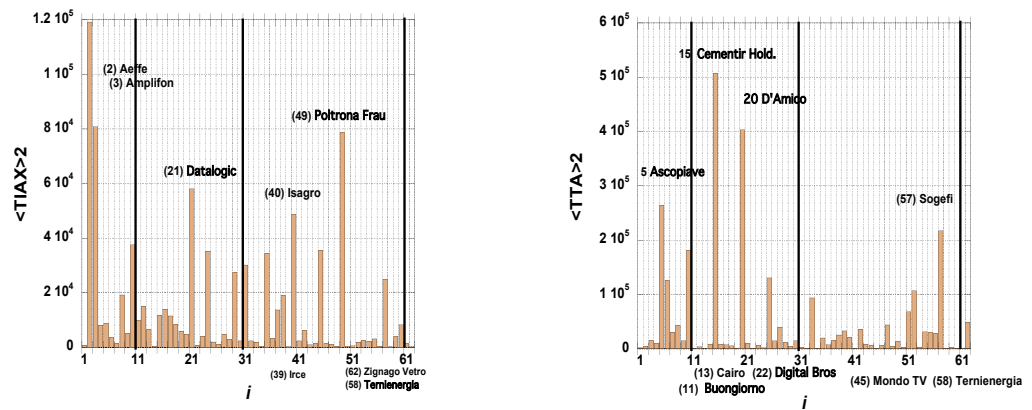 1.2 10⁵
1 10⁵
8 10⁴
6 10⁴
4 10⁴
2 10⁴
0
<TIAX>2
(2) Aeffe
(3) Amplifon
(21) Datalogic
(49) Poltrona Frau
(40) Isagro
1 11 21 31 41 51 61
(39) Irce
(62) Zignago Vetro
(58) Ternienergia
i
6 10⁵
5 10⁵
4 10⁵
3 10⁵
2 10⁵
1 10⁵
0
<TTA>2
15 Cementir Hold.
20 D'Amico
5 Ascopiave
(57) Sogefi
1 11 21 31 41 51 61
(13) Cairo (22) Digital Bros
(11) Buongiorno
(45) Mondo TV (58) Ternienergia
i